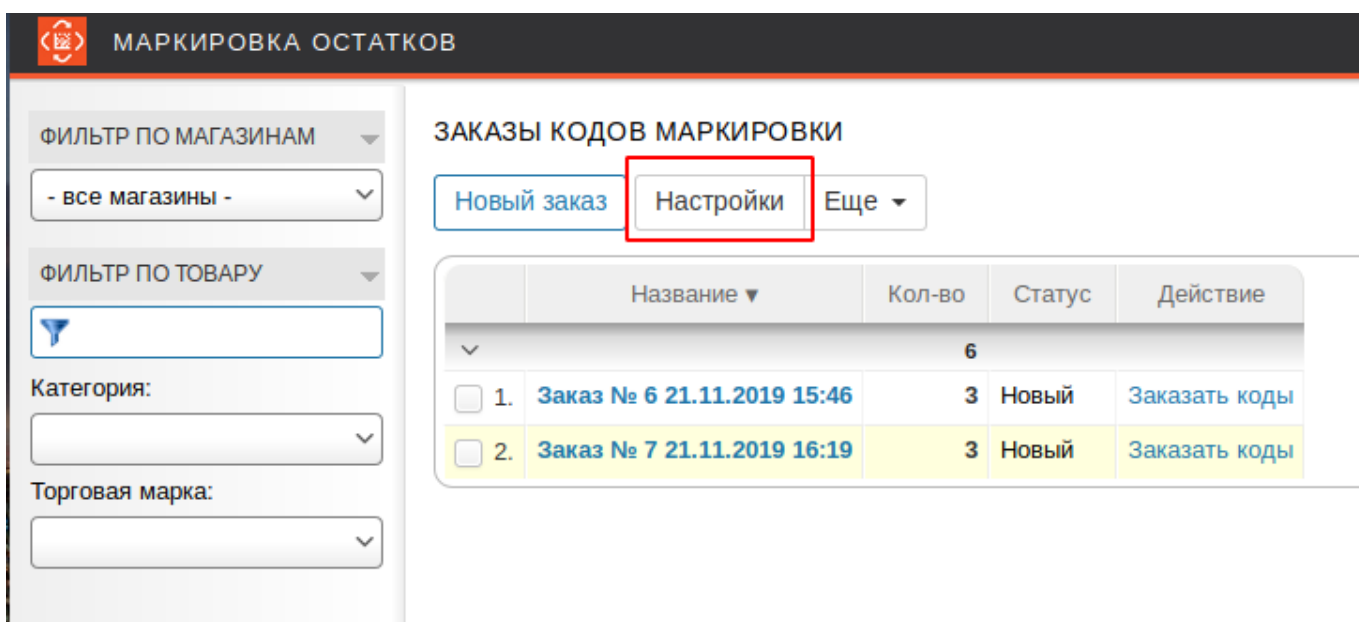 МАРКИРОВКА ОСТАТКОВ
ФИЛЬТР ПО МАГАЗИНАМ
- все магазины -
ФИЛЬТР ПО ТОВАРУ
Категория:
Торговая марка:
ЗАКАЗЫ КОДОВ МАРКИРОВКИ
Новый заказ Настройки Еще
Название Кол-во Статус Действие
6
1. Заказ № 6 21.11.2019 15:46 3 Новый Заказать коды
2. Заказ № 7 21.11.2019 16:19 3 Новый Заказать коды